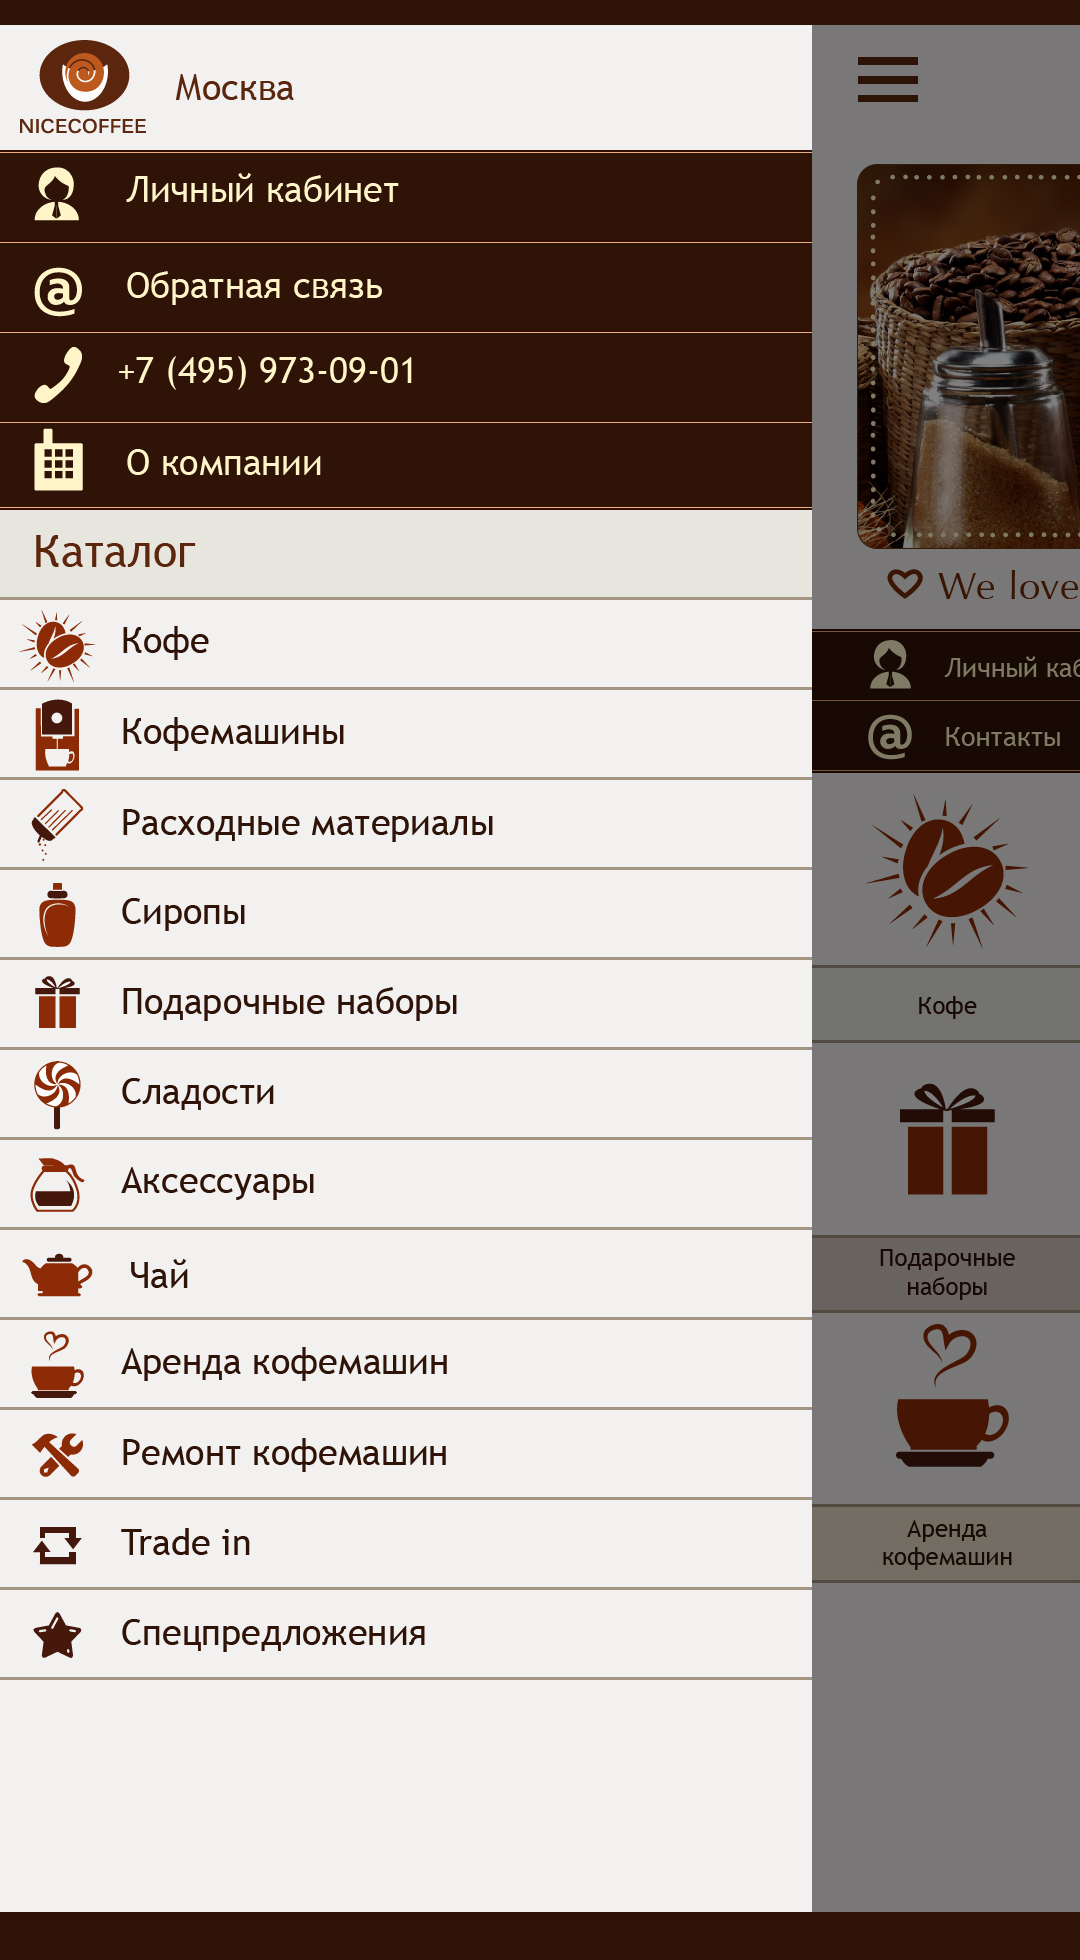 NICECOFFEE
Москва
Личный кабинет
@ Обратная связь
+7 (495) 973-09-01
О компании
Каталог
Кофе
Кофемашины
Расходные материалы
Сиропы
Подарочные наборы
Сладости
Аксессуары
Чай
Аренда кофемашин
Ремонт кофемашин
Trade in
Спецпредложения
We love
Личный каб
@ Контакты
Кофе
Подарочные
наборы
Аренда
кофемашин